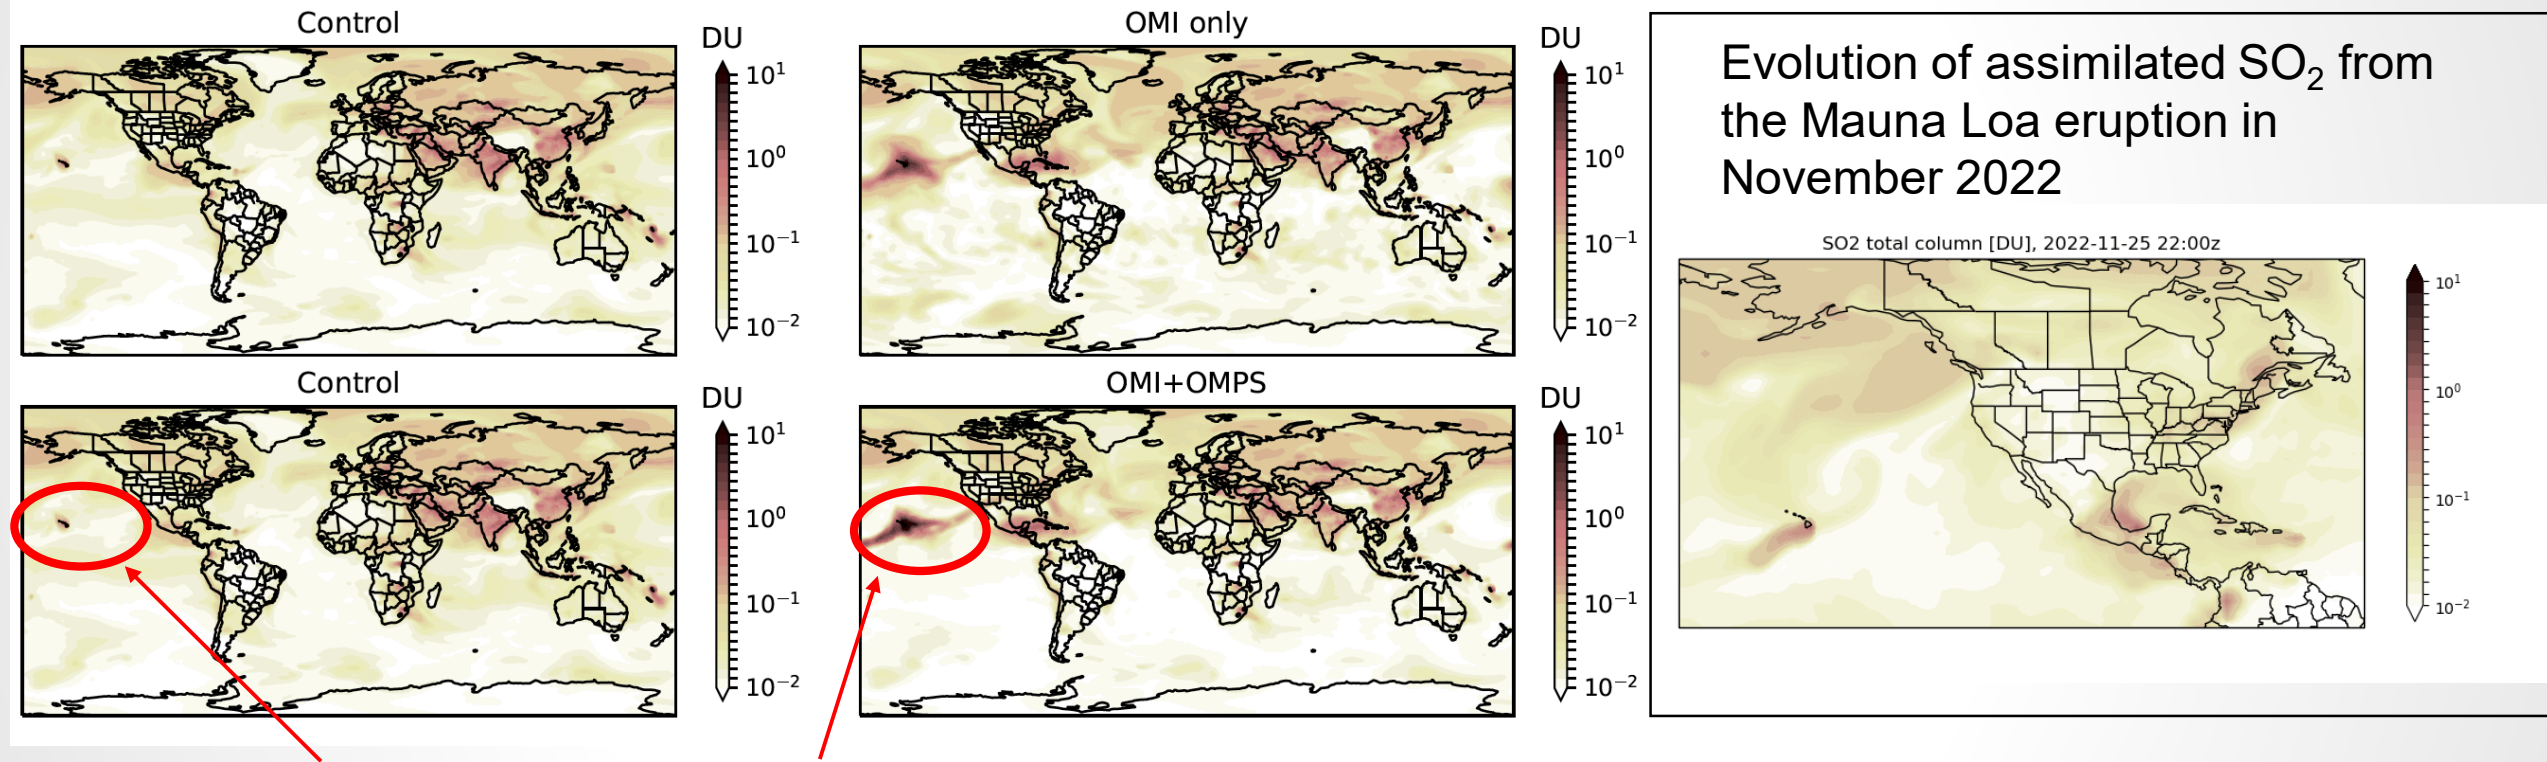 Control
DU
10¹
10⁰
10⁻¹
10⁻²
OMI only
DU
10¹
10⁰
10⁻¹
10⁻²
Control
DU
10¹
10⁰
10⁻¹
10⁻²
OMI+OMPS
DU
10¹
10⁰
10⁻¹
10⁻²
Evolution of assimilated SO₂ from
the Mauna Loa eruption in
November 2022
SO2 total column [DU], 2022-11-25 22:00z
10¹
10⁰
10⁻¹
10⁻²